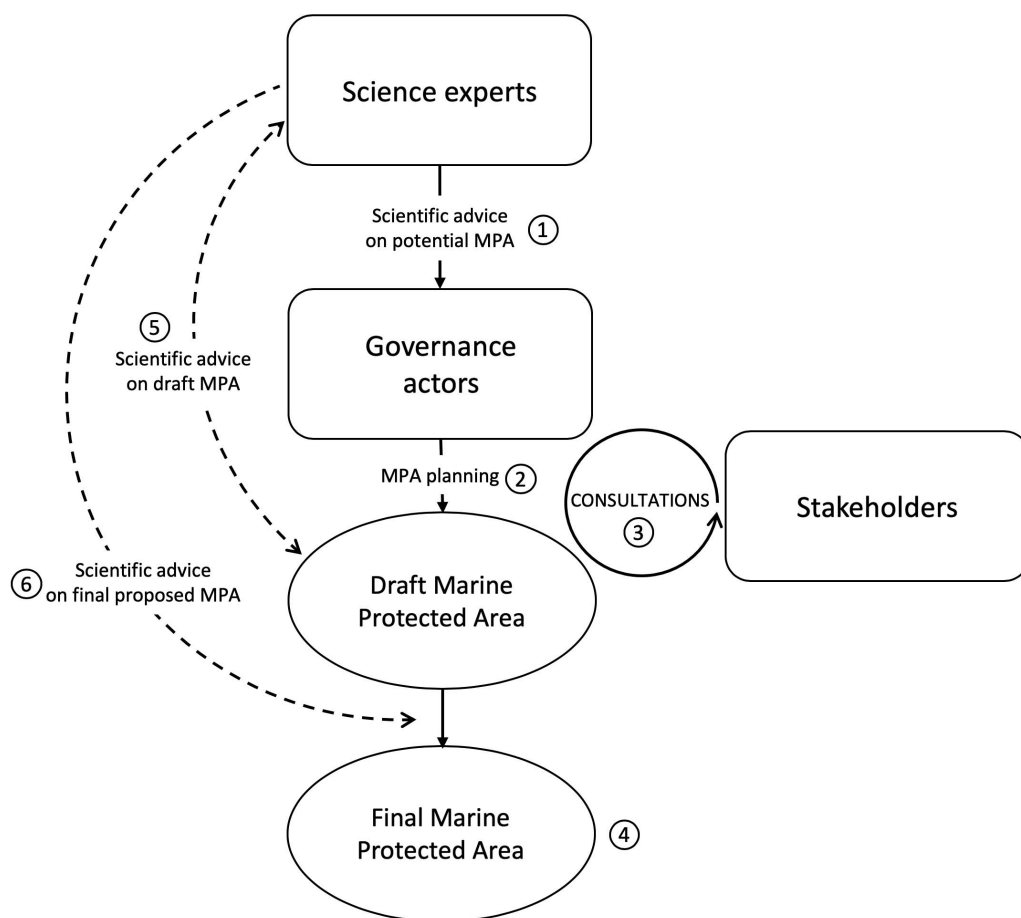 Science experts
Scientific advice
on potential MPA
1
Governance
actors
5
Scientific advice
on draft MPA
MPA planning
2
CONSULTATIONS
3
Stakeholders
Draft Marine
Protected Area
6
Scientific advice
on final proposed MPA
Final Marine
Protected Area
4